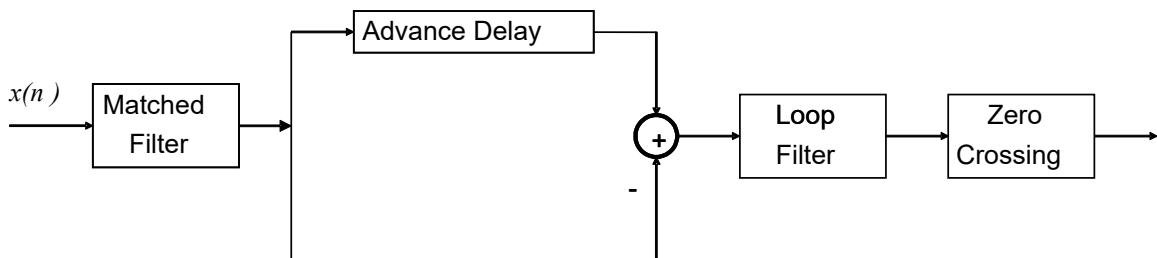 Advance Delay
x(n )
Matched
Filter
+
-
Loop
Filter
Zero
Crossing